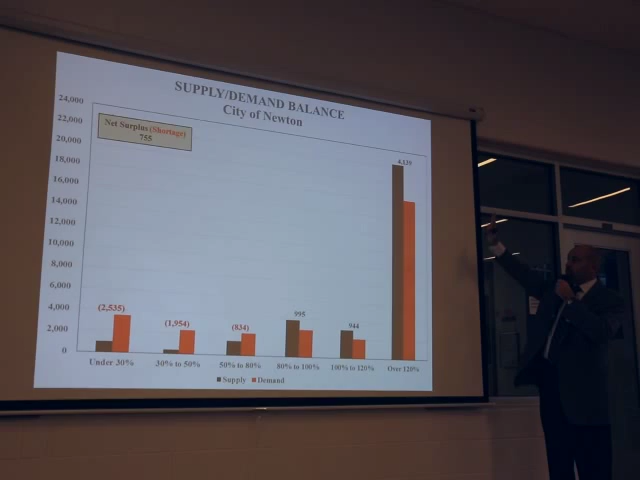 SUPPLY/DEMAND BALANCE
City of Newton
Net Surplus (Shortage)
755
24,000
22,000
20,000
18,000
16,000
14,000
12,000
10,000
8,000
6,000
4,000
2,000
0
(2,535)
(1,954)
(834)
995
944
4,139
Under 30%
30% to 50%
50% to 80%
80% to 100%
100% to 120%
Over 120%
Supply Demand